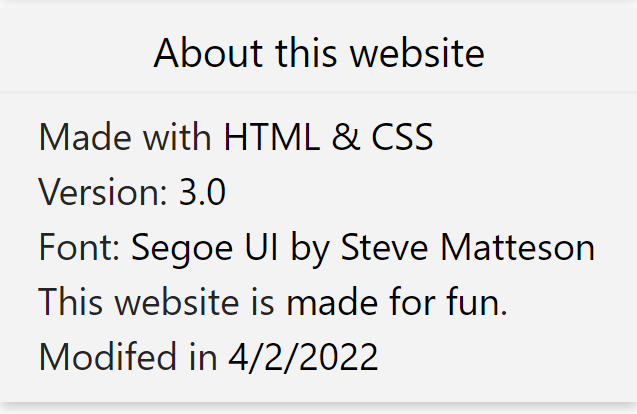 About this website
Made with HTML & CSS
Version: 3.0
Font: Segoe UI by Steve Matteson
This website is made for fun.
Modifed in 4/2/2022